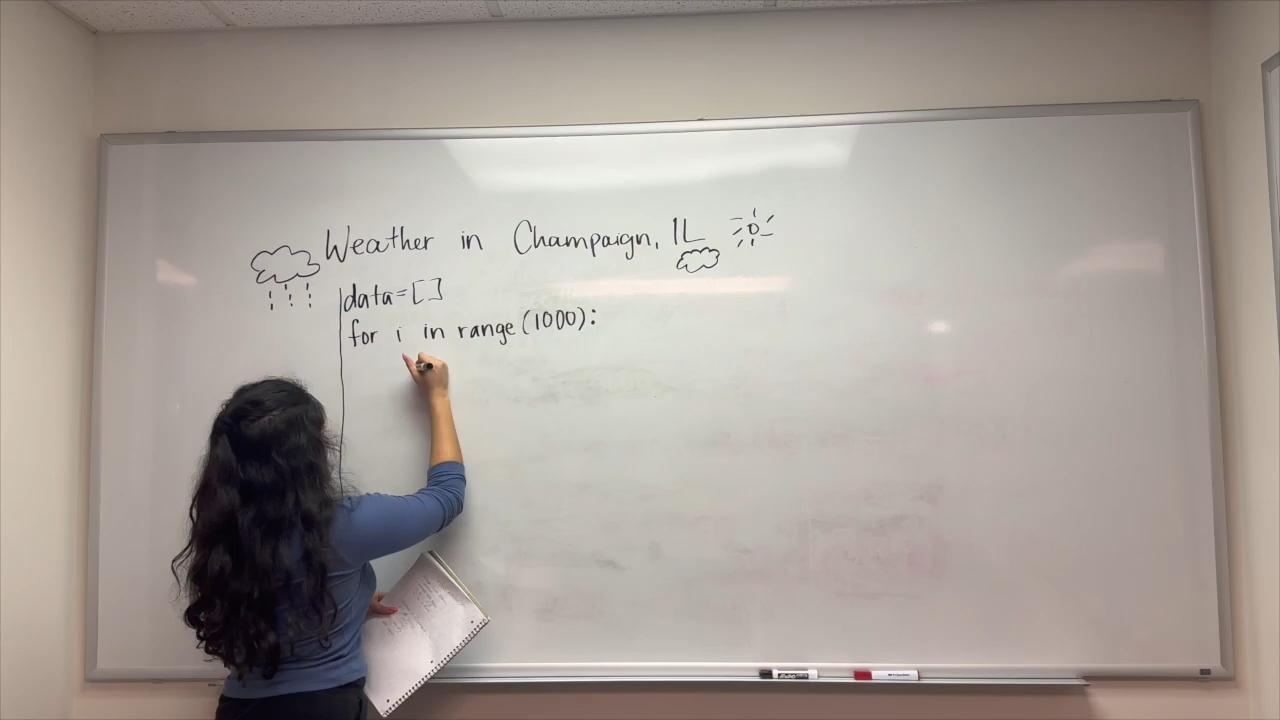 Weather in Champaign, IL
data=[]
for i in range(1000):